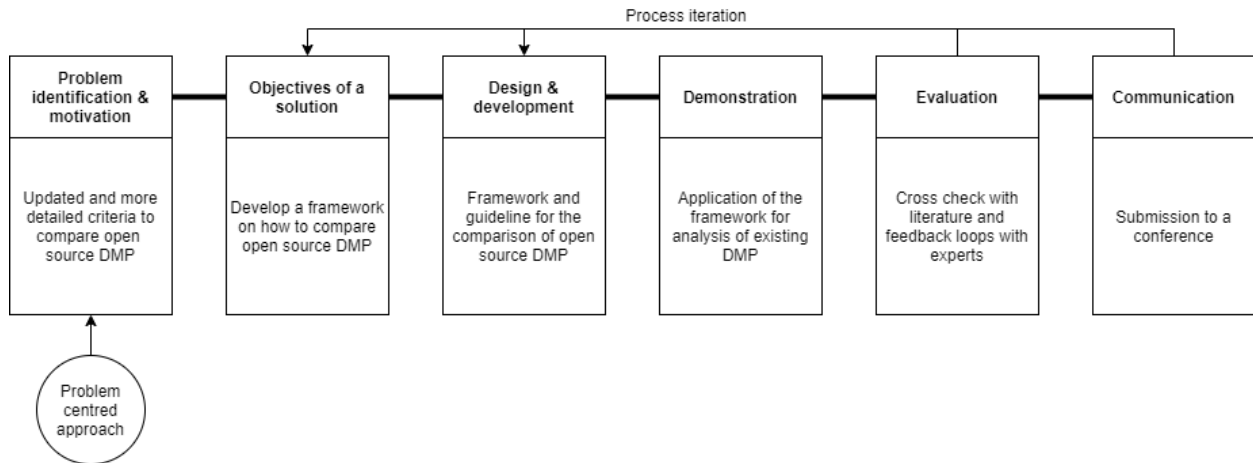 Process iteration
Problem
identification &
motivation
Objectives of a
solution
Design &
development
Demonstration
Evaluation
Communication
Updated and more
detailed criteria to
compare open
source DMP
Develop a framework
on how to compare
open source DMP
Framework and
guideline for the
comparison of open
source DMP
Application of the
framework for
analysis of existing
DMP
Cross check with
literature and
feedback loops with
experts
Submission to a
conference
Problem
centred
approach